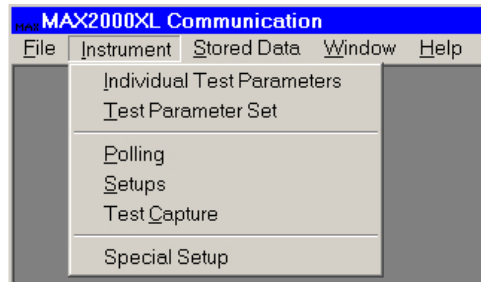 MAX MAX2000XL Communication
File Instrument Stored Data Window Help
Individual Test Parameters
Test Parameter Set
Polling
Setups
Test Capture
Special Setup